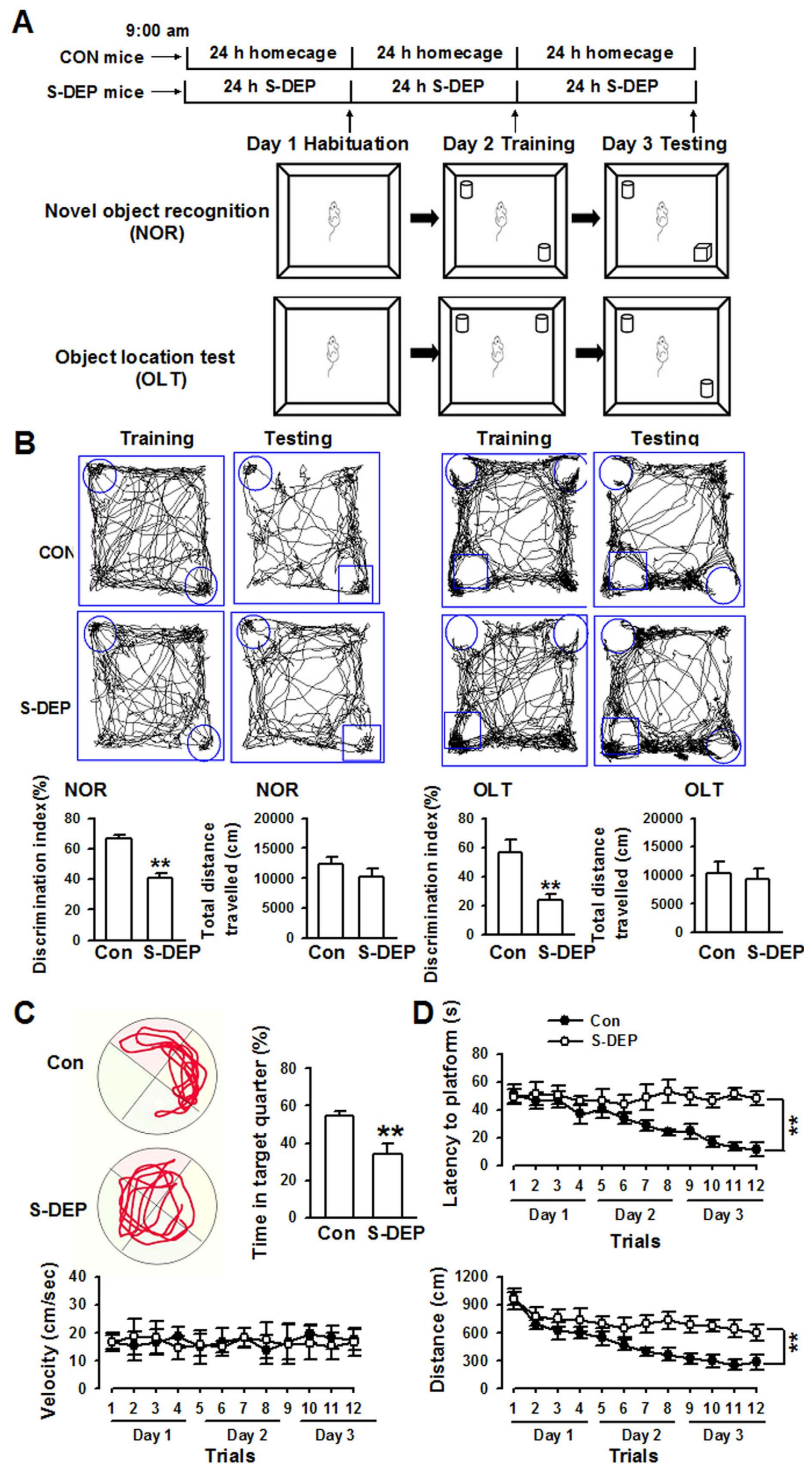 A
9:00 am
CON mice
24 h homecage
24 h homecage
24 h homecage
S-DEP mice
24 h S-DEP
24 h S-DEP
24 h S-DEP
Day 1 Habituation
Day 2 Training
Day 3 Testing
Novel object recognition
(NOR)
Object location test
(OLT)
B
Training
Testing
Training
Testing
CON
S-DEP
NOR
Discrimination index(%)
80
60
40
20
0
**
Con
S-DEP
NOR
Total distance
travelled (cm)
20000
15000
10000
5000
0
Con
S-DEP
OLT
Discrimination index(%)
80
60
40
20
0
**
Con
S-DEP
OLT
Total distance
travelled (cm)
20000
15000
10000
5000
0
Con
S-DEP
C
Con
S-DEP
Time in target quarter (%)
80
60
40
20
0
**
Con
S-DEP
Velocity (cm/sec)
40
30
20
10
0
1 2 3 4 5 6 7 8 9 10 11 12
Day 1
Day 2
Day 3
Trials
D
Con
S-DEP
Latency to platform (s)
80
60
40
20
0
**
1 2 3 4 5 6 7 8 9 10 11 12
Day 1
Day 2
Day 3
Trials
Distance (cm)
1200
900
600
300
0
**
1 2 3 4 5 6 7 8 9 10 11 12
Day 1
Day 2
Day 3
Trials